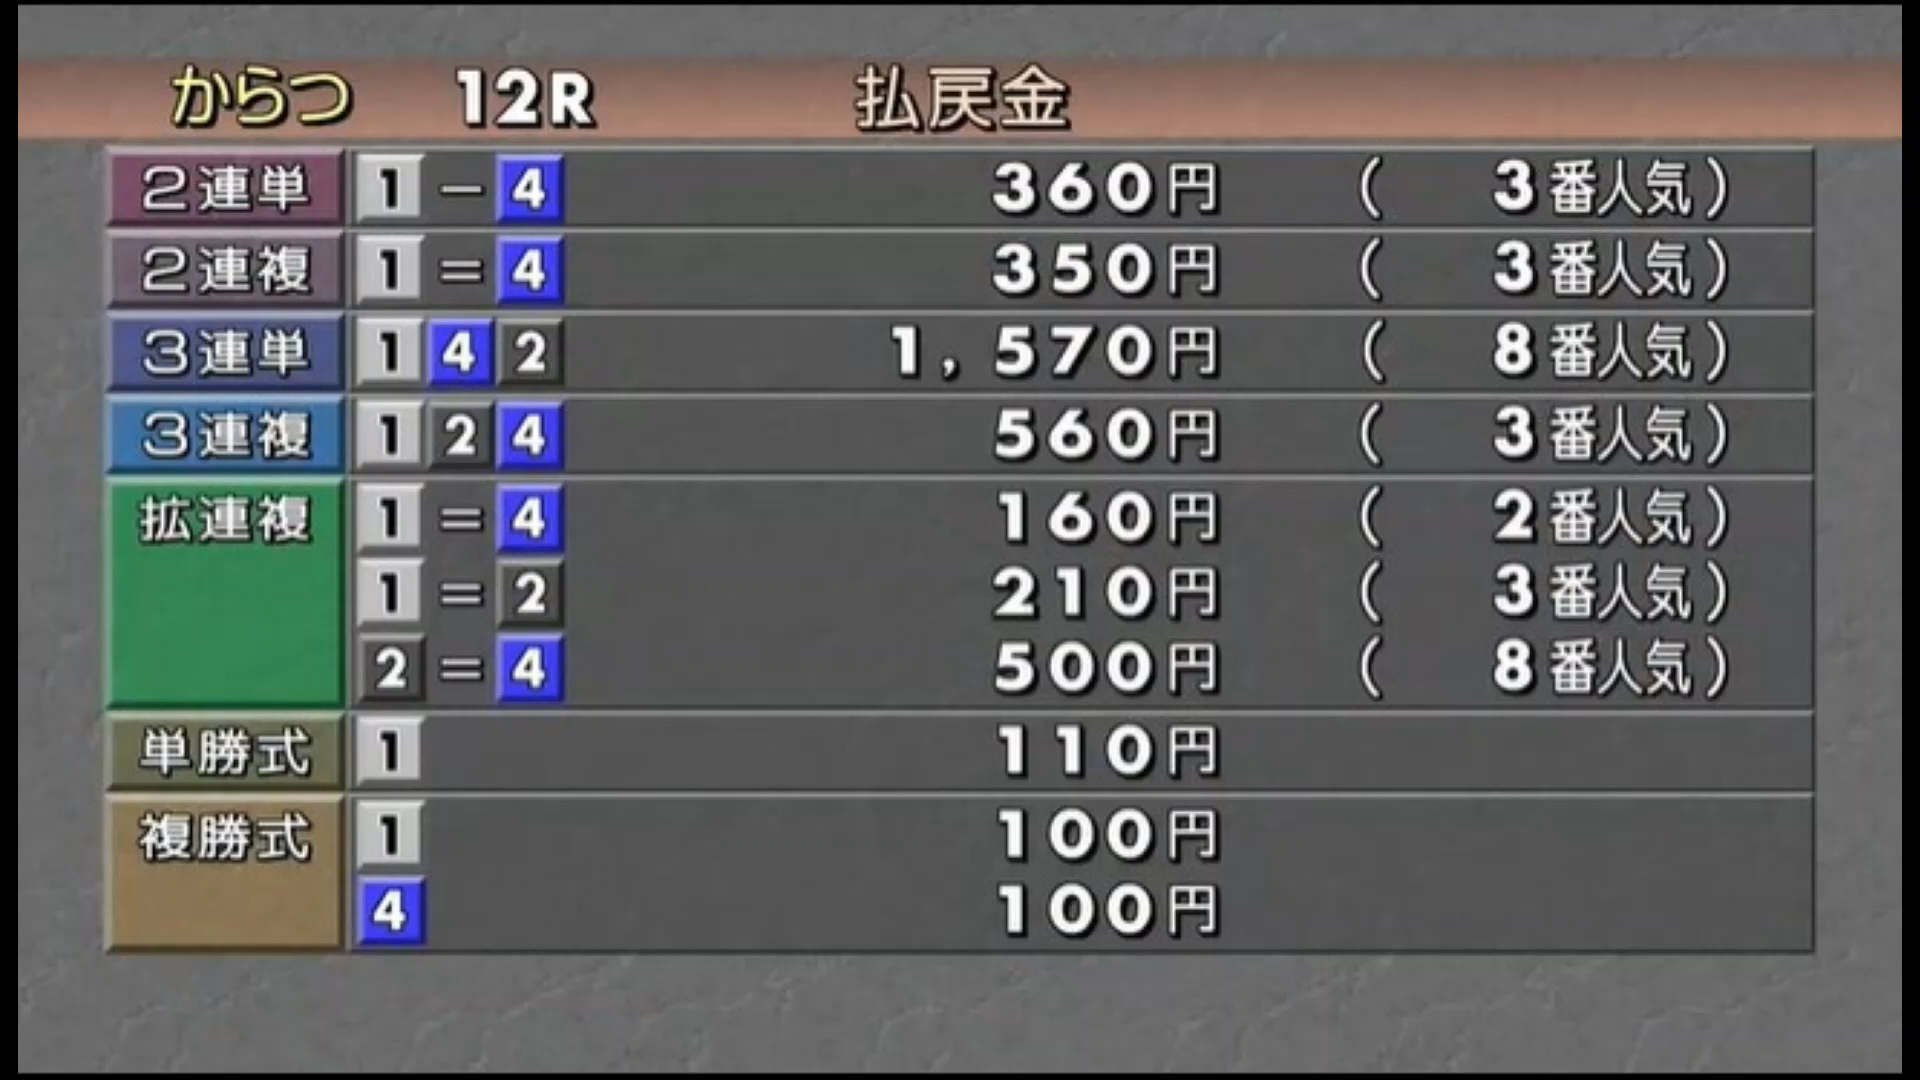 からつ 12R 払戻金
2連単 1 - 4 360円 ( 3番人気)
2連複 1 = 4 350円 ( 3番人気)
3連単 1 4 2 1,570円 ( 8番人気)
3連複 1 2 4 560円 ( 3番人気)
拡連複 1 = 4 160円 ( 2番人気)
1 = 2 210円 ( 3番人気)
2 = 4 500円 ( 8番人気)
単勝式 1 110円
複勝式 1 100円
4 100円